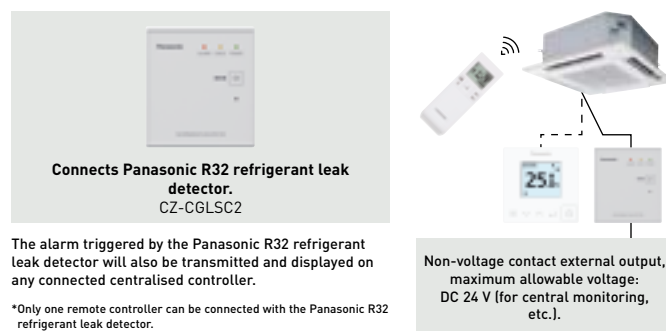 Panasonic
Connects Panasonic R32 refrigerant leak
detector.
CZ-CGLSC2
The alarm triggered by the Panasonic R32 refrigerant
leak detector will also be transmitted and displayed on
any connected centralised controller.
*Only one remote controller can be connected with the Panasonic R32
refrigerant leak detector.
Non-voltage contact external output,
maximum allowable voltage:
DC 24 V (for central monitoring,
etc.).